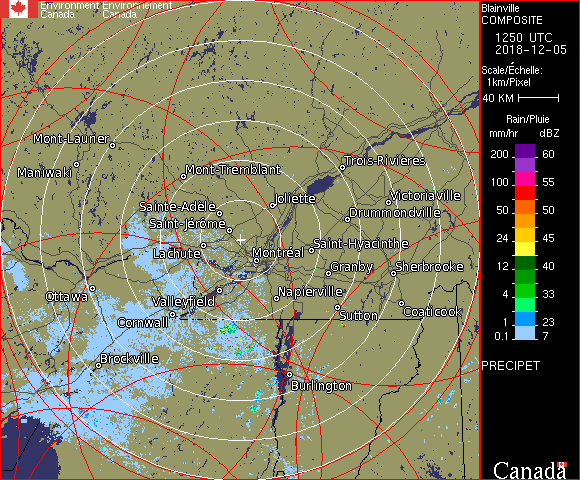 Environment Environnement
Canada Canada
Blainville
COMPOSITE
1250 UTC
2018-12-05
Scale/Échelle:
1km/Pixel
40 KM
Rain/Pluie
mm/hr dBZ
200 60
100 55
50 50
24 45
12 40
4 33
1 23
0.1 7
PRECIPET
Canada
Mont-Laurier
Maniwaki
Mont-Tremblant
Trois-Rivières
Joliette
Victoriaville
Sainte-Adele
Drummondville
Saint-Jérôme
Lachute
Montréal
Saint-Hyacinthe
Granby
Sherbrooke
Ottawa
Valleyfield
Napierville
Cornwall
Sutton
Coaticook
Brockville
Burlington